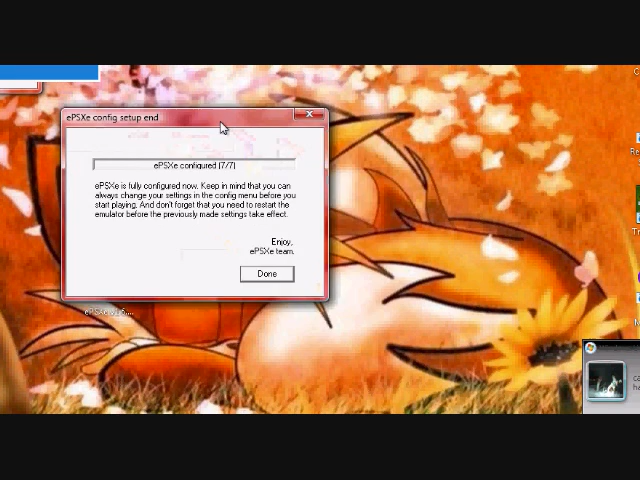 ePSXe config setup end
ePSXe configured (7/7)
ePSXe is fully configured now. Keep in mind that you can
always change your settings in the config menu before you
start playing. And don't forget that you need to restart the
emulator before the previously made settings take effect.
Enjoy,
ePSXe team.
Done